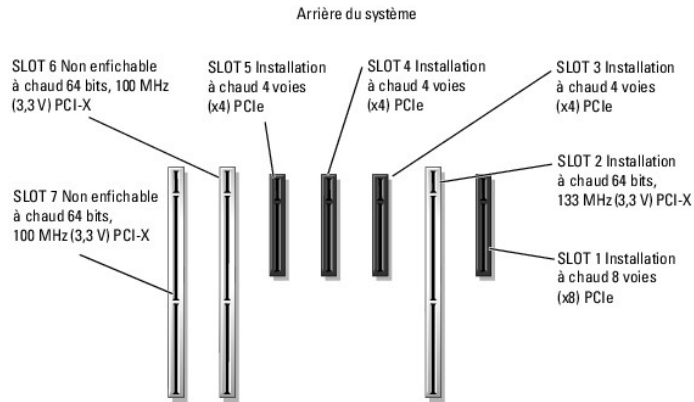 Arrière du système
SLOT 6 Non enfichable
à chaud 64 bits, 100 MHz
(3,3 V) PCI-X
SLOT 5 Installation
à chaud 4 voies
(x4) PCIe
SLOT 4 Installation
à chaud 4 voies
(x4) PCIe
SLOT 3 Installation
à chaud 4 voies
(x4) PCIe
SLOT 7 Non enfichable
à chaud 64 bits,
100 MHz (3,3 V) PCI-X
SLOT 2 Installation
à chaud 64 bits,
133 MHz (3,3 V) PCI-X
SLOT 1 Installation
à chaud 8 voies
(x8) PCIe